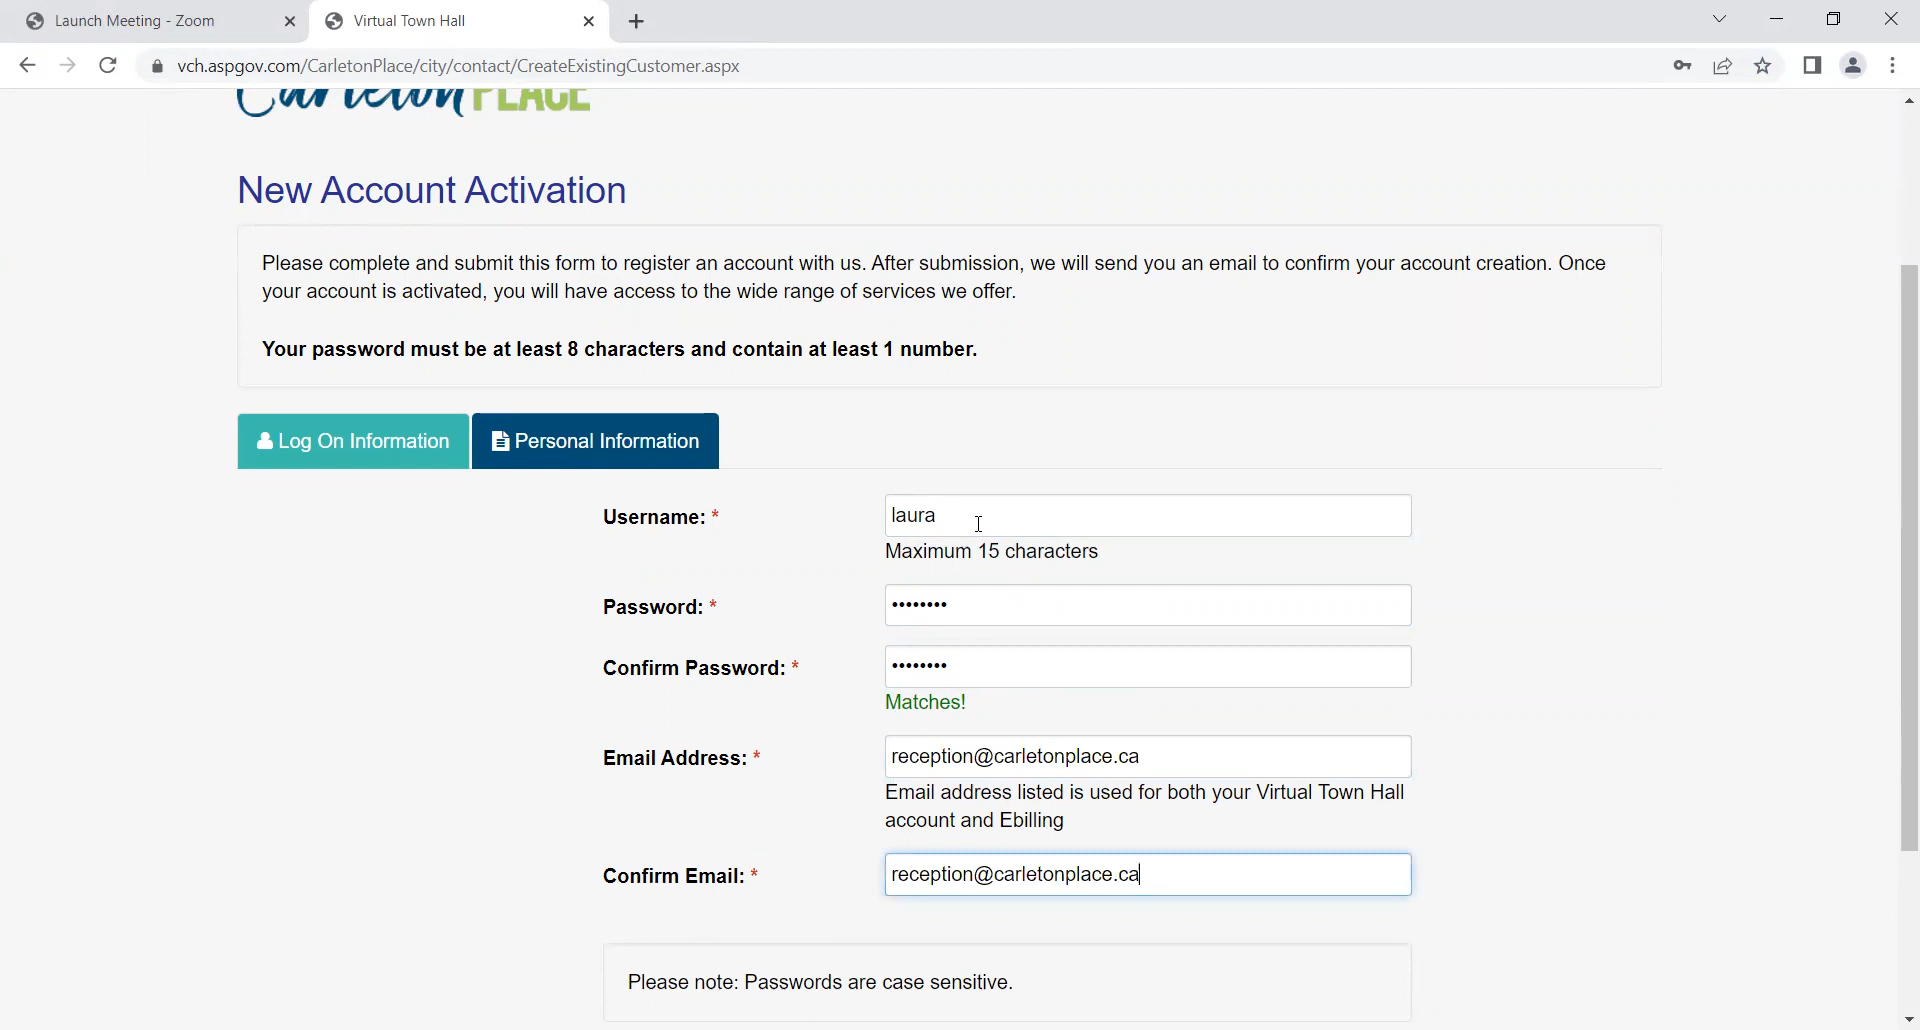 Launch Meeting - Zoom
Virtual Town Hall
vch.aspgov.com/CarletonPlace/city/contact/CreateExistingCustomer.aspx
Carleton PLACE
New Account Activation
Please complete and submit this form to register an account with us. After submission, we will send you an email to confirm your account creation. Once
your account is activated, you will have access to the wide range of services we offer.
Your password must be at least 8 characters and contain at least 1 number.
Log On Information
Personal Information
Username: *
laura
Maximum 15 characters
Password: *
••••••••
Confirm Password: *
••••••••
Matches!
Email Address: *
reception@carletonplace.ca
Email address listed is used for both your Virtual Town Hall
account and Ebilling
Confirm Email: *
reception@carletonplace.ca
Please note: Passwords are case sensitive.